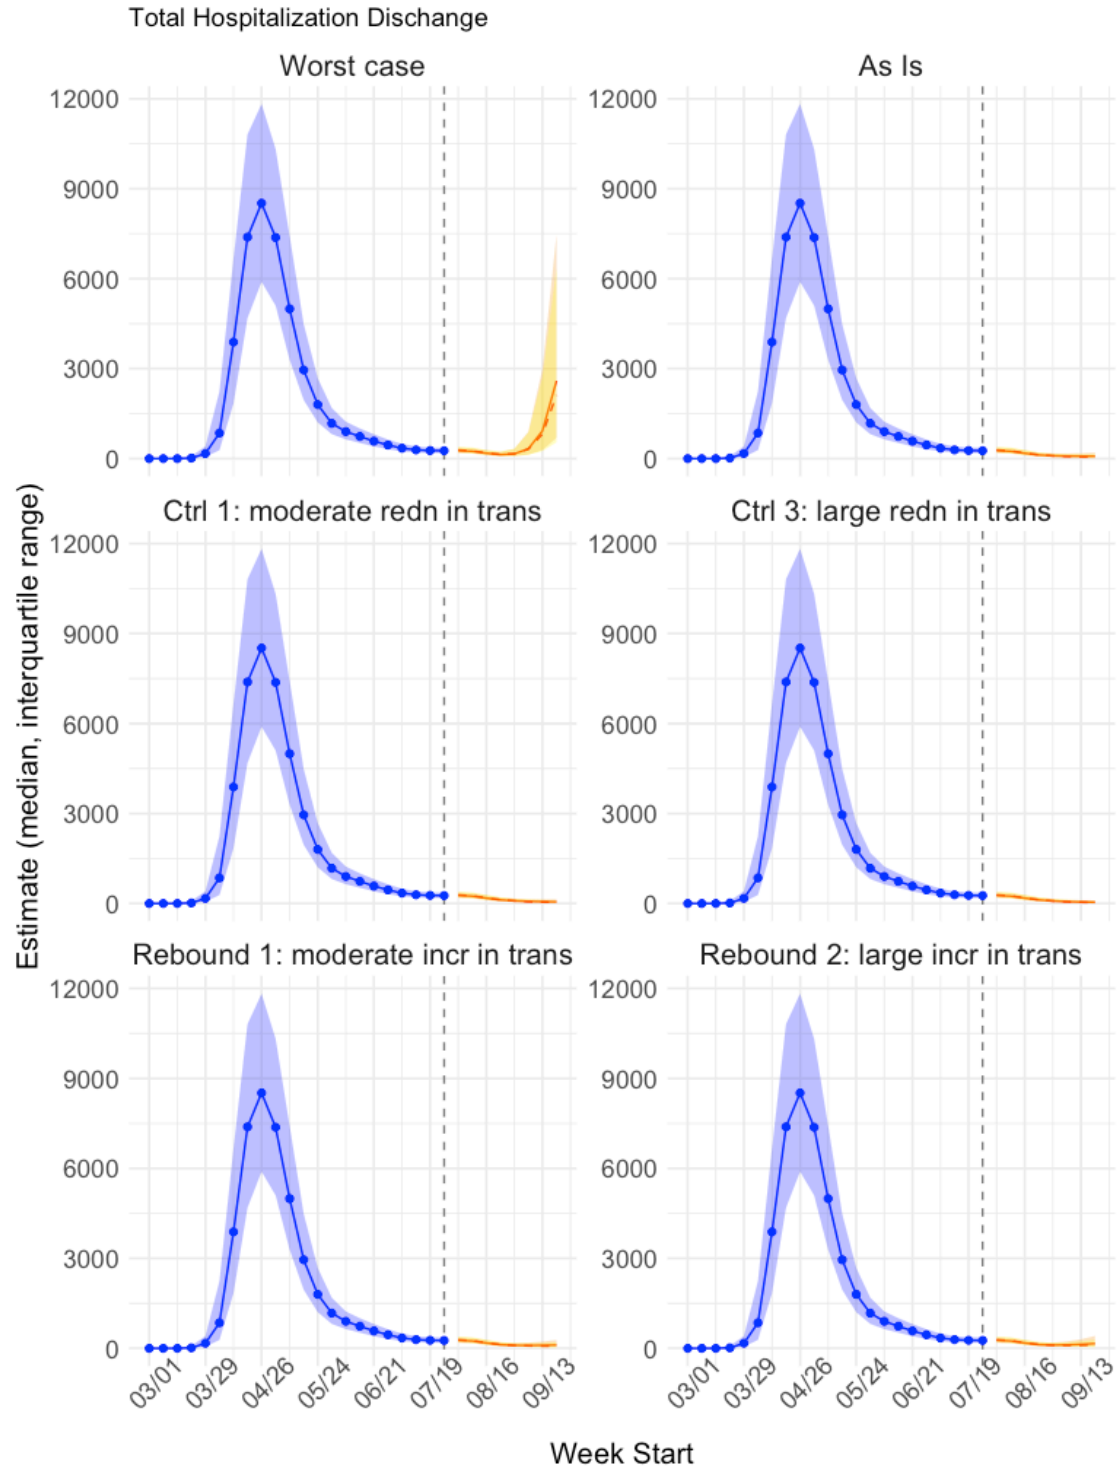 Total Hospitalization Dischange
Worst case
As Is
12000
9000
6000
3000
0
12000
9000
6000
3000
0
Estimate (median, interquartile range)
Ctrl 1: moderate redn in trans
Ctrl 3: large redn in trans
12000
9000
6000
3000
0
12000
9000
6000
3000
0
Rebound 1: moderate incr in trans
Rebound 2: large incr in trans
12000
9000
6000
3000
0
12000
9000
6000
3000
0
03/01 03/29 04/26 05/24 06/21 07/19 08/16 09/13
03/01 03/29 04/26 05/24 06/21 07/19 08/16 09/13
Week Start